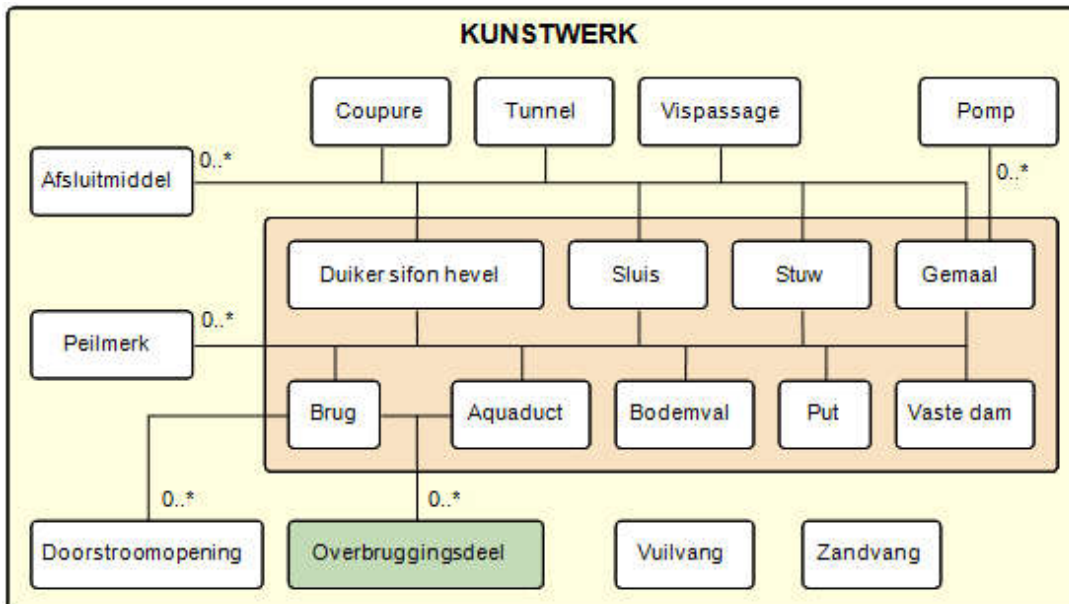 KUNSTWERK
Coupure
Tunnel
Vispassage
Pomp
Afsluitmiddel
0..*
0..*
Duiker sifon hevel
Sluis
Stuw
Gemaal
Peilmerk
0..*
Brug
Aquaduct
Bodemval
Put
Vaste dam
0..*
0..*
Doorstroomopening
Overbruggingsdeel
Vuilvang
Zandvang